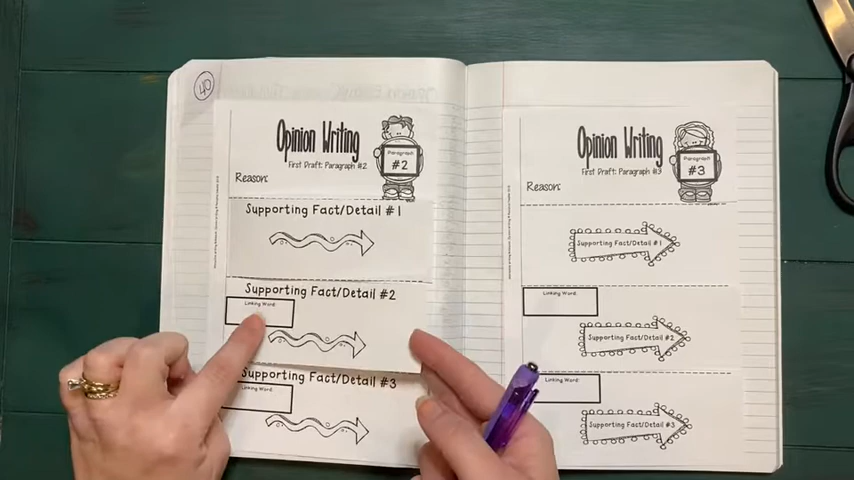 40
Opinion Writing
First Draft: Paragraph #2
Paragraph
#2
Reason:
Supporting Fact/Detail #1
Supporting Fact/Detail #2
Linking Word:
Supporting Fact/Detail #3
Linking Word:
Opinion Writing
First Draft: Paragraph #3
Paragraph
#3
Reason:
Supporting Fact/Detail #1
Linking Word:
Supporting Fact/Detail #2
Linking Word:
Supporting Fact/Detail #3